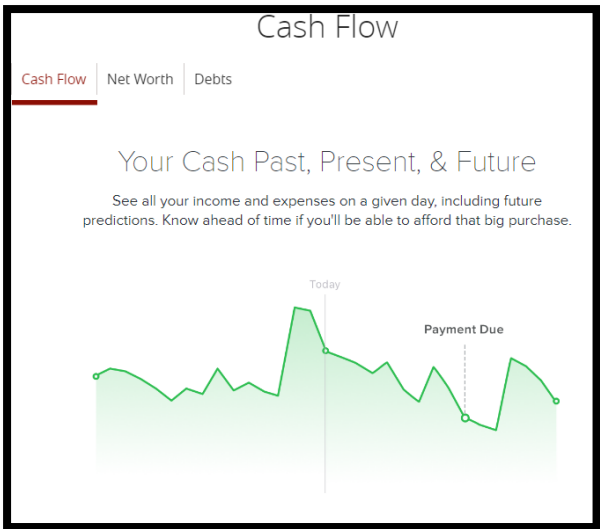 Cash Flow
Cash Flow
Net Worth
Debts
Your Cash Past, Present, & Future
See all your income and expenses on a given day, including future
predictions. Know ahead of time if you'll be able to afford that big purchase.
Today
Payment Due